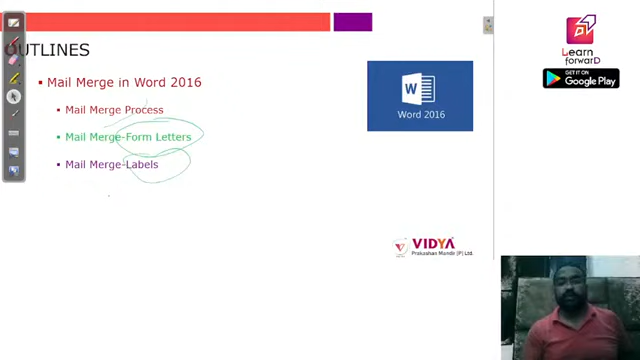 OUTLINES
Mail Merge in Word 2016
Mail Merge Process
Mail Merge-Form Letters
Mail Merge-Labels
W
Word 2016
Learn
forwarD
GET IT ON
Google Play
VIDYA
Prakashan Mandir (P) Ltd.